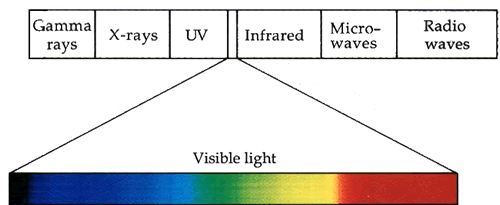 Gamma
rays
X-rays
UV
Infrared
Micro-
waves
Radio
waves
Visible light